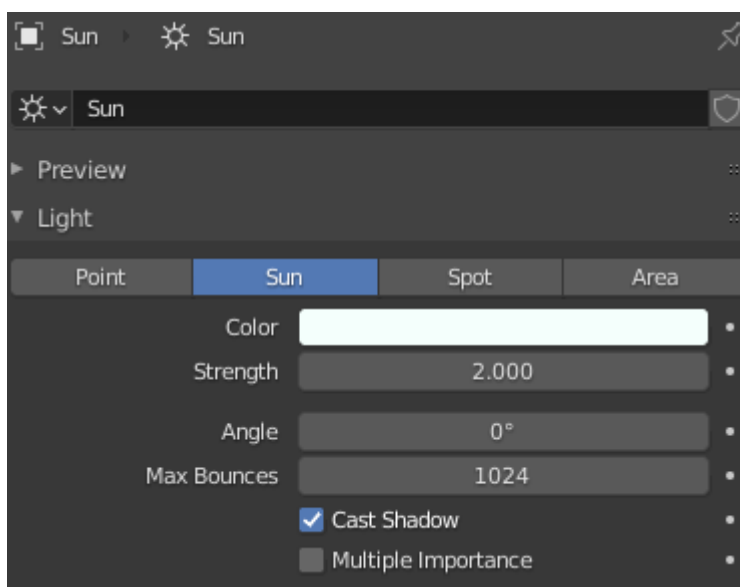 Sun Sun
Sun
Preview
Light
Point Sun Spot Area
Color
Strength 2.000
Angle 0°
Max Bounces 1024
Cast Shadow
Multiple Importance